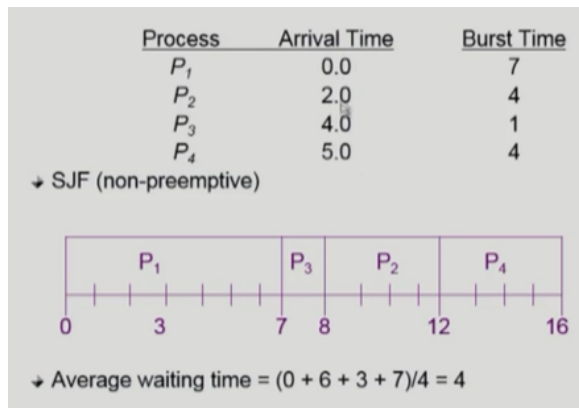 Process Arrival Time Burst Time
P1 0.0 7
P2 2.0 4
P3 4.0 1
P4 5.0 4
SJF (non-preemptive)
P1 P3 P2 P4
0 3 7 8 12 16
Average waiting time = (0 + 6 + 3 + 7)/4 = 4